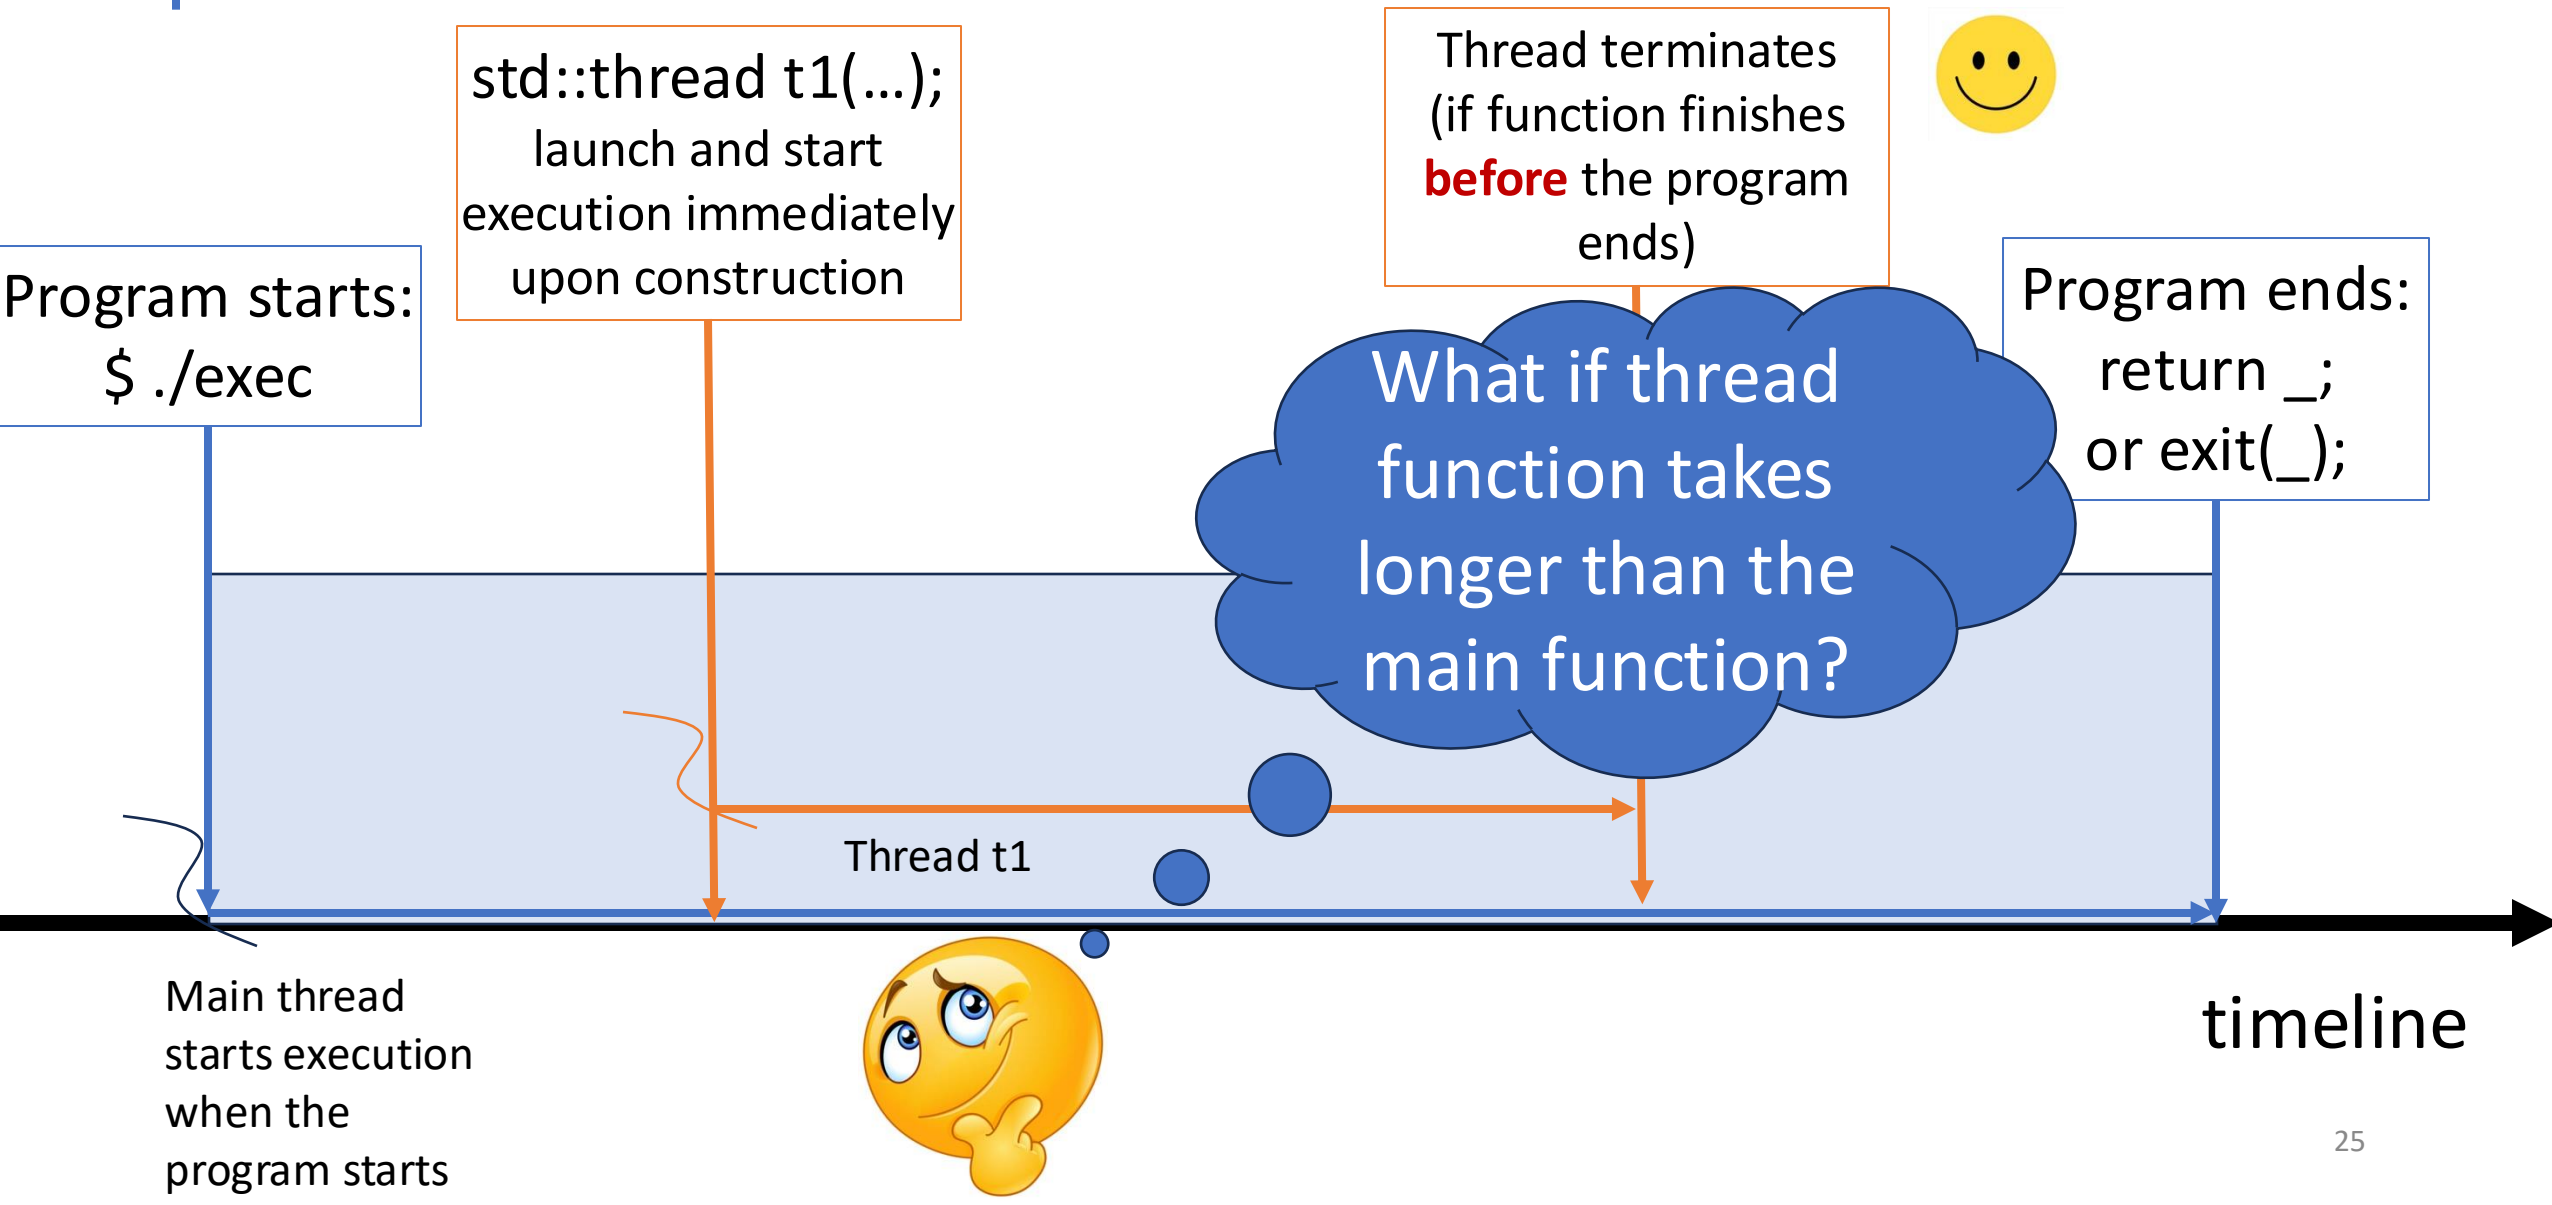 Program starts:
$ ./exec
std::thread t1(...);
launch and start
execution immediately
upon construction
Thread terminates
(if function finishes
before the program
ends)
Program ends:
return _;
or exit(_);
What if thread
function takes
longer than the
main function?
Thread t1
Main thread
starts execution
when the
program starts
timeline
25